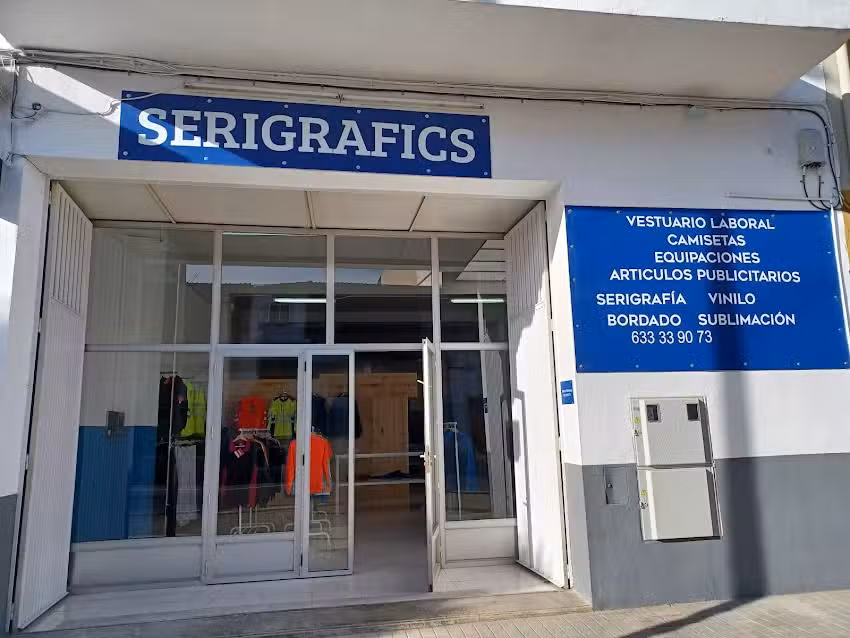 SERIGRAFICS
VESTUARIO LABORAL
CAMISETAS
EQUIPACIONES
ARTICULOS PUBLICITARIOS
SERIGRAFÍA VINILO
BORDADO SUBLIMACIÓN
633 33 90 73